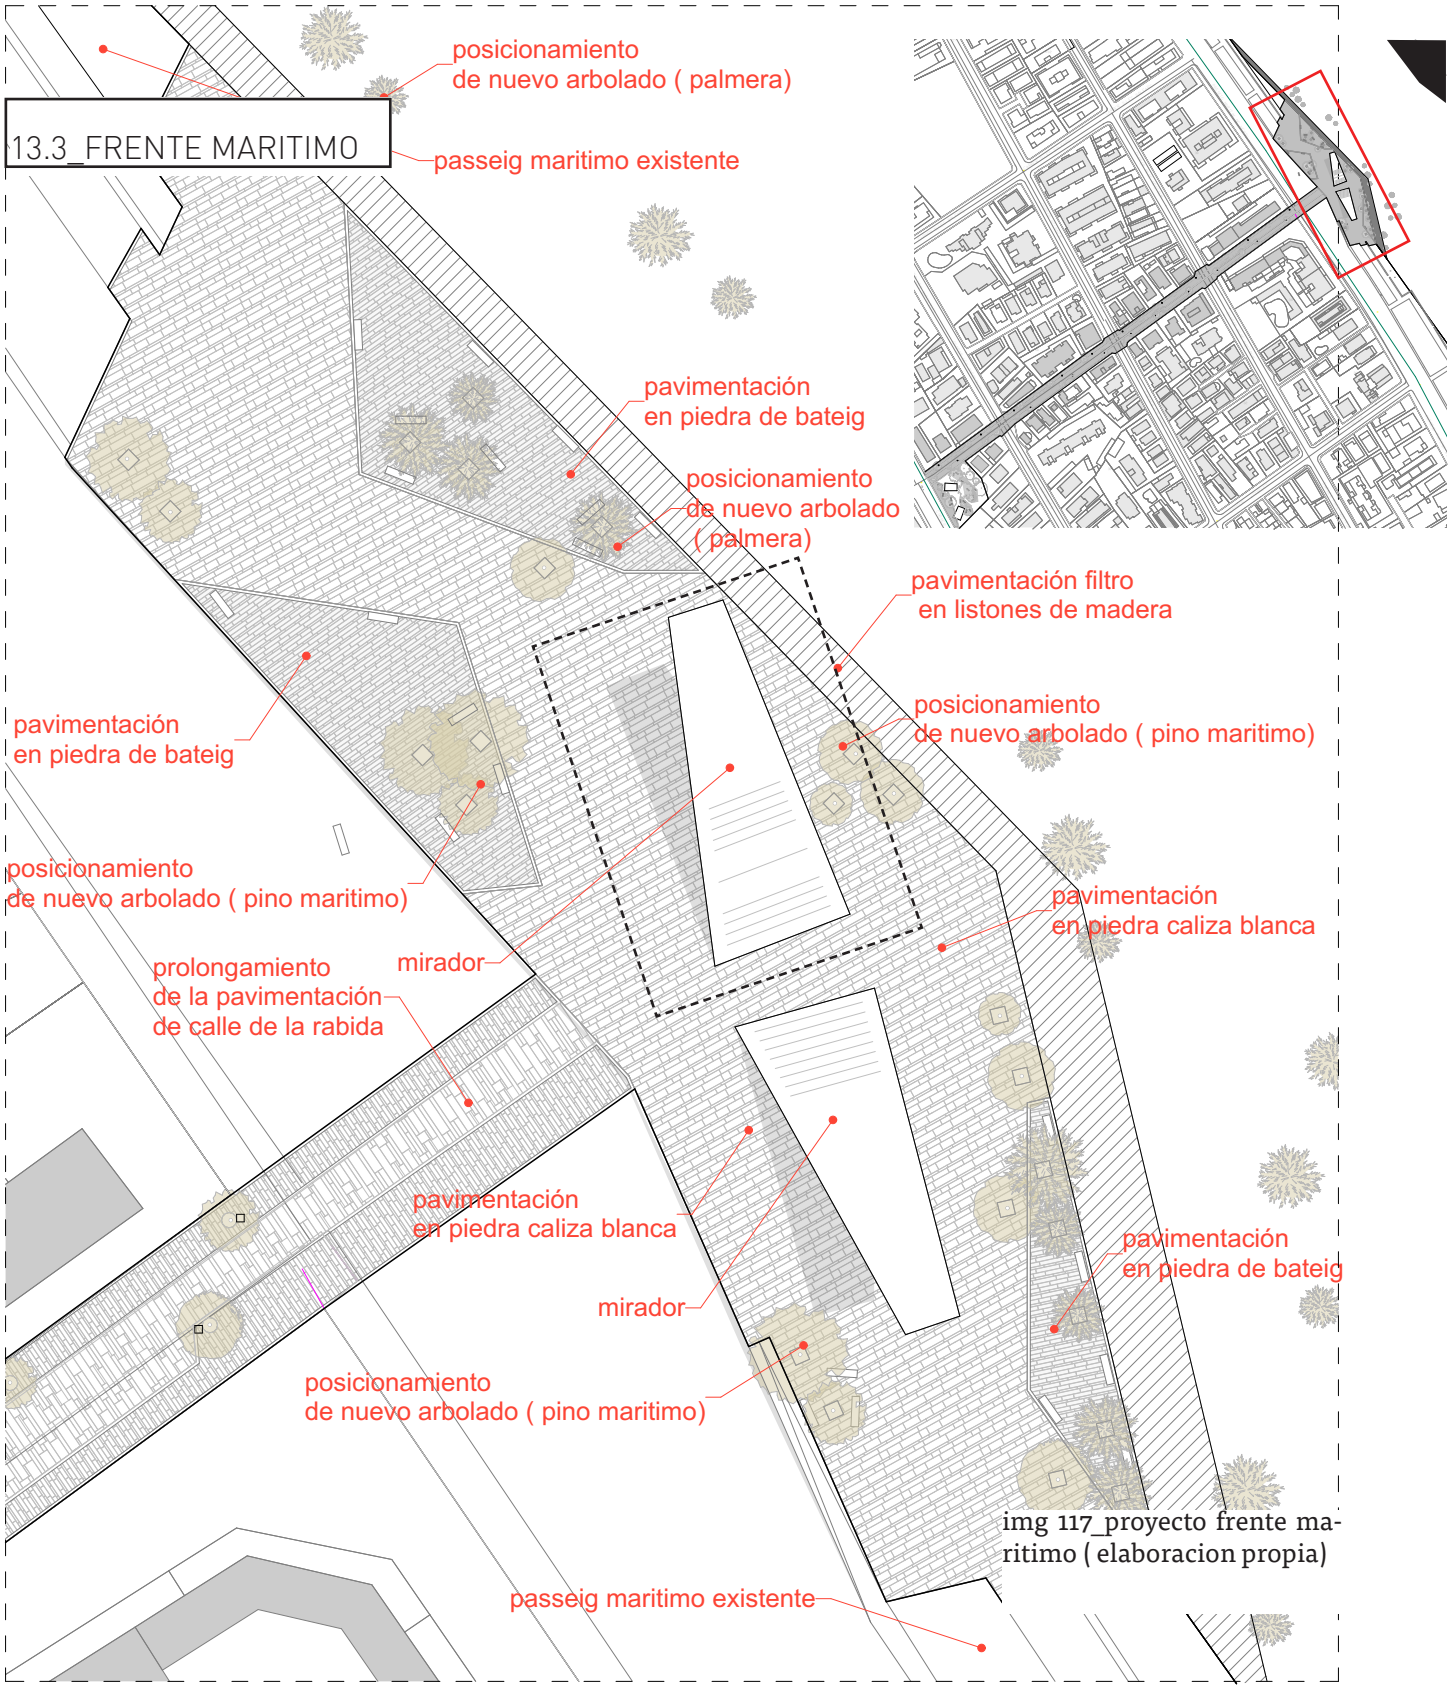 posicionamiento
de nuevo arbolado ( palmera)
13.3_FRENTE MARITIMO
passeig maritimo existente
pavimentación
en piedra de bateig
posicionamiento
de nuevo arbolado
( palmera)
pavimentación filtro
en listones de madera
posicionamiento
de nuevo arbolado ( pino maritimo)
pavimentación
en piedra de bateig
posicionamiento
de nuevo arbolado ( pino maritimo)
pavimentación
en piedra caliza blanca
mirador
prolongamiento
de la pavimentación
de calle de la rabida
pavimentación
en piedra caliza blanca
pavimentación
en piedra de bateig
mirador
posicionamiento
de nuevo arbolado ( pino maritimo)
img 117_proyecto frente ma-
ritimo ( elaboracion propia)
passeig maritimo existente